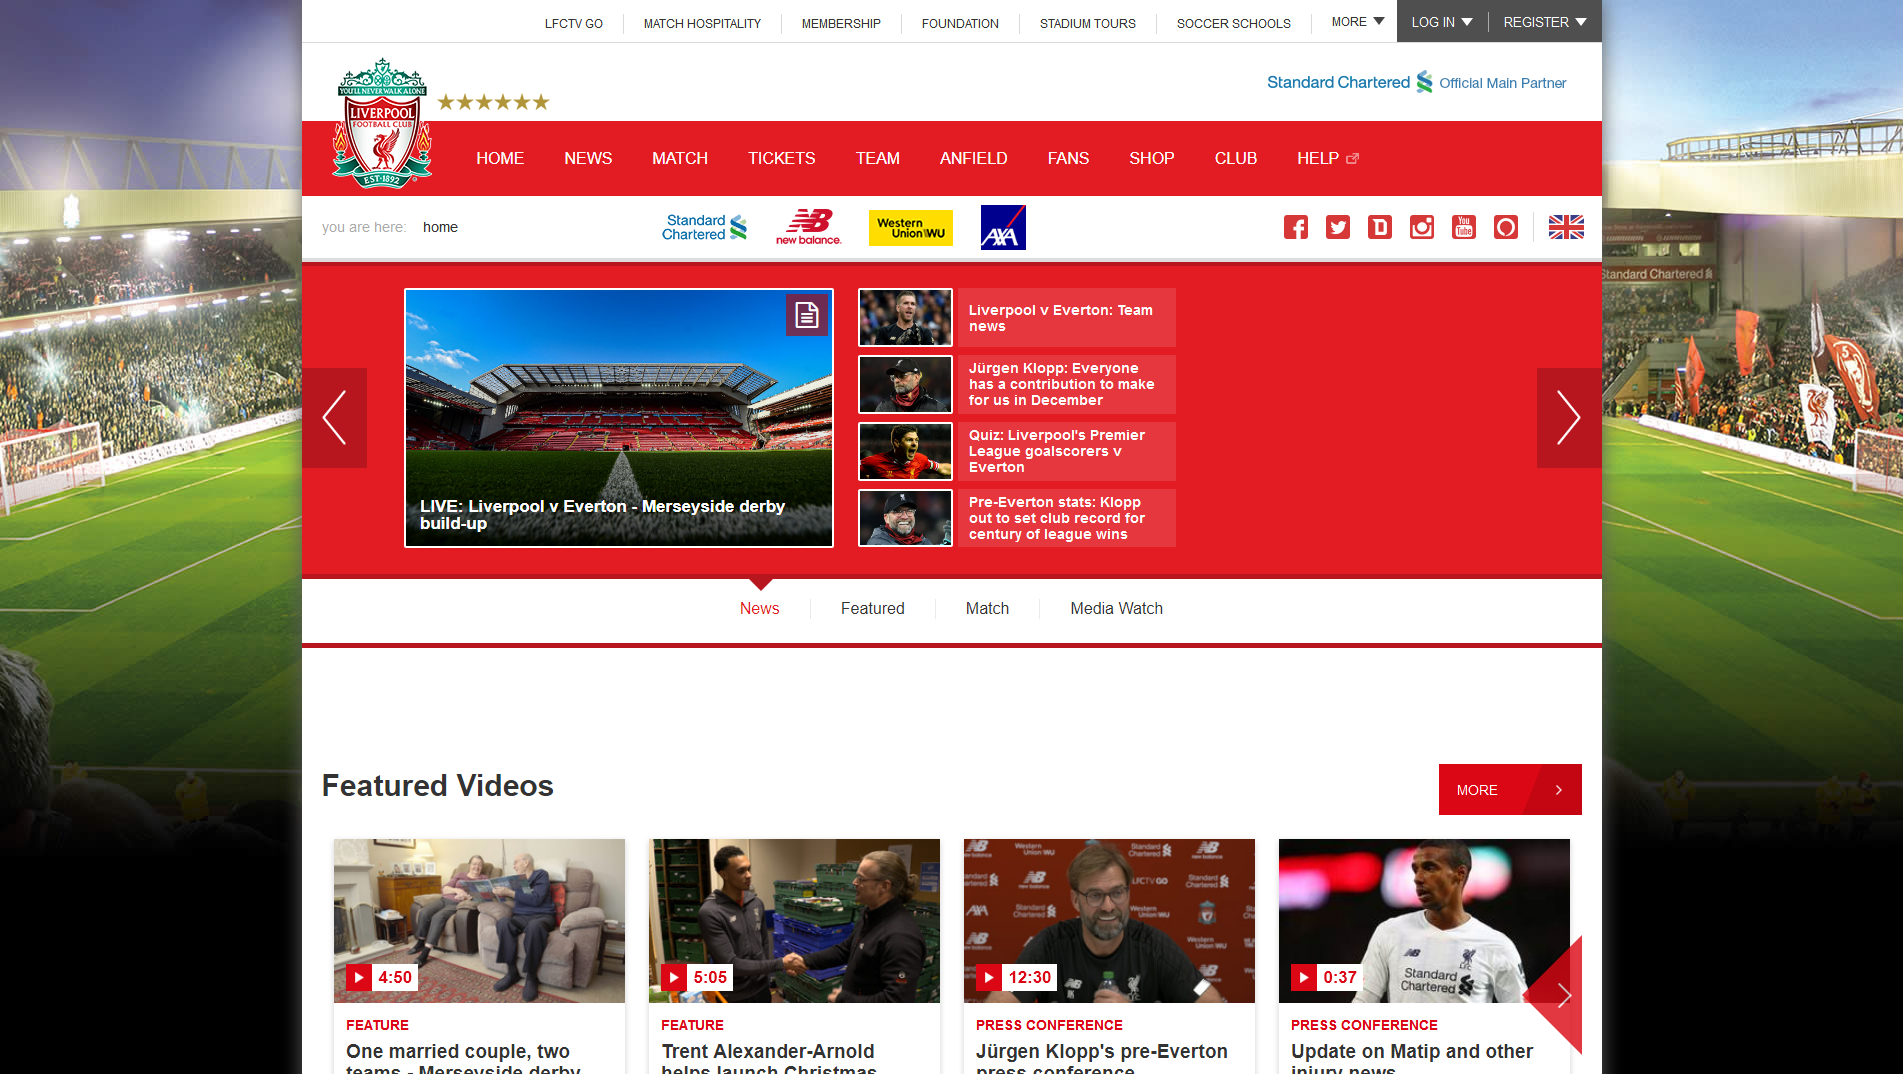 LFCTV GO
MATCH HOSPITALITY
MEMBERSHIP
FOUNDATION
STADIUM TOURS
SOCCER SCHOOLS
MORE
LOG IN
REGISTER
YOU'LL NEVER WALK ALONE
LIVERPOOL
FOOTBALL CLUB
EST·1892
Standard Chartered Official Main Partner
HOME
NEWS
MATCH
TICKETS
TEAM
ANFIELD
FANS
SHOP
CLUB
HELP
you are here: home
Standard
Chartered
NB
new balance.
Western
Union WU
AXA
You
Tube
Standard Chartered
LIVE: Liverpool v Everton - Merseyside derby
build-up
Liverpool v Everton: Team
news
Jürgen Klopp: Everyone
has a contribution to make
for us in December
Quiz: Liverpool's Premier
League goalscorers v
Everton
Pre-Everton stats: Klopp
out to set club record for
century of league wins
News
Featured
Match
Media Watch
Featured Videos
MORE
4:50
FEATURE
One married couple, two
teams - Merseyside derby
5:05
FEATURE
Trent Alexander-Arnold
helps launch Christmas
12:30
PRESS CONFERENCE
Jürgen Klopp's pre-Everton
press conference
Standard
Chartered
0:37
PRESS CONFERENCE
Update on Matip and other
injury news